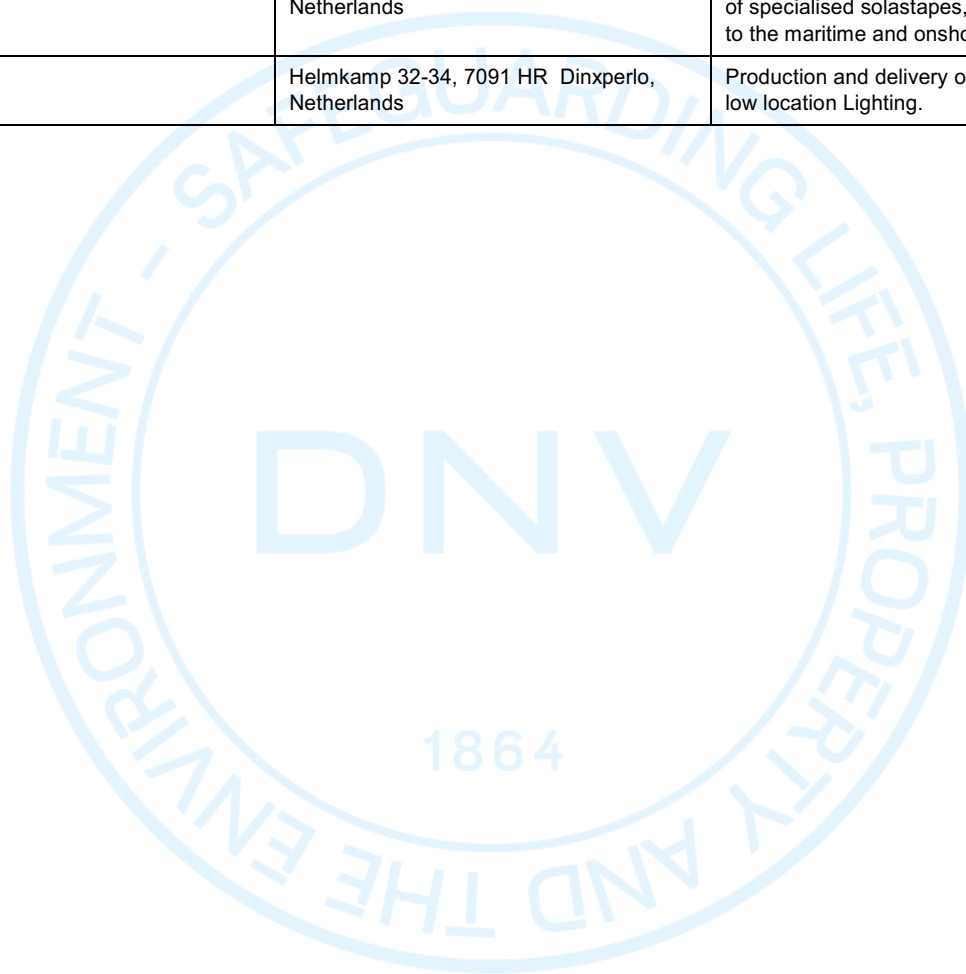 Netherlands
of specialised solastapes,
to the maritime and onsho
Helmkamp 32-34, 7091 HR Dinxperlo,
Netherlands
Production and delivery o
low location Lighting.
SAFEGUARDING LIFE, PROPERTY AND THE ENVIRONMENT -
DNV
1864